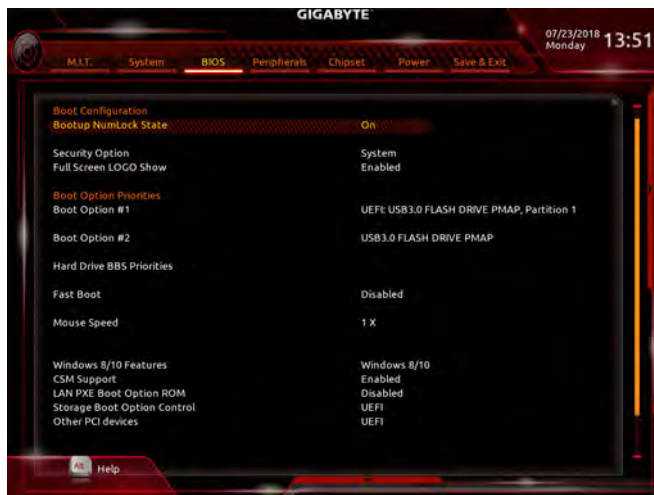 GIGABYTE
07/23/2018 Monday 13:51
M.I.T. System BIOS Peripherals Chipset Power Save & Exit
Boot Configuration
Bootup NumLock State On
Security Option System
Full Screen LOGO Show Enabled
Boot Option Priorities
Boot Option #1 UEFI: USB3.0 FLASH DRIVE PMAP, Partition 1
Boot Option #2 USB3.0 FLASH DRIVE PMAP
Hard Drive BBS Priorities
Fast Boot Disabled
Mouse Speed 1 X
Windows 8/10 Features Windows 8/10
CSM Support Enabled
LAN PXE Boot Option ROM Disabled
Storage Boot Option Control UEFI
Other PCI devices UEFI
Alt Help